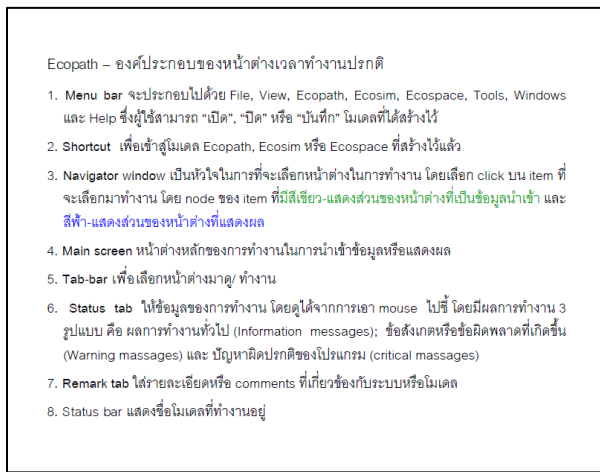 Ecopath – องค์ประกอบของหน้าต่างเวลาทำงานปรกติ
1. Menu bar จะประกอบไปด้วย File, View, Ecopath, Ecosim, Ecospace, Tools, Windows
และ Help ซึ่งผู้ใช้สามารถ “เปิด”, “ปิด” หรือ “บันทึก” โมเดลที่ได้สร้างไว้
2. Shortcut เพื่อเข้าสู่โมเดล Ecopath, Ecosim หรือ Ecospace ที่สร้างไว้แล้ว
3. Navigator window เป็นหัวใจในการที่จะเลือกหน้าต่างในการทำงาน โดยเลือก click บน item ที่
จะเลือกมาทำงาน โดย node ของ item ที่มีสีเขียว-แสดงส่วนของหน้าต่างที่เป็นข้อมูลนำเข้า และ
สีฟ้า-แสดงส่วนของหน้าต่างที่แสดงผล
4. Main screen หน้าต่างหลักของการทำงานในการนำเข้าข้อมูลหรือแสดงผล
5. Tab-bar เพื่อเลือกหน้าต่างมาดู/ ทำงาน
6. Status tab ให้ข้อมูลของการทำงาน โดยดูได้จากการเอา mouse ไปชี้ โดยมีผลการทำงาน 3
รูปแบบ คือ ผลการทำงานทั่วไป (Information messages); ข้อสังเกตหรือข้อผิดพลาดที่เกิดขึ้น
(Warning massages) และ ปัญหาผิดปรกติของโปรแกรม (critical massages)
7. Remark tab ใส่รายละเอียดหรือ comments ที่เกี่ยวข้องกับระบบหรือโมเดล
8. Status bar แสดงชื่อโมเดลที่ทำงานอยู่